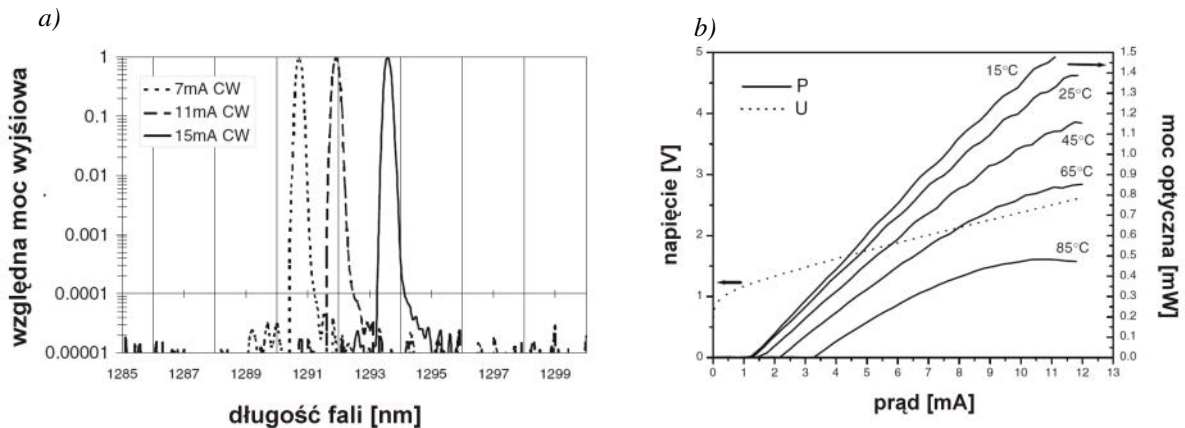 a)
względna moc wyjśiowa
1
0.1
0.01
0.001
0.0001
0.00001
7mA CW
11mA CW
15mA CW
1285 1287 1289 1291 1293 1295 1297 1299
długość fali [nm]
b)
napięcie [V]
5
4
3
2
1
0
P
U
15°C
25°C
45°C
65°C
85°C
1.5
1.4
1.3
1.2
1.1
1.0
0.9
0.8
0.7
0.6
0.5
0.4
0.3
0.2
0.1
0.0
moc optyczna [mW]
0 1 2 3 4 5 6 7 8 9 10 11 12 13
prąd [mA]